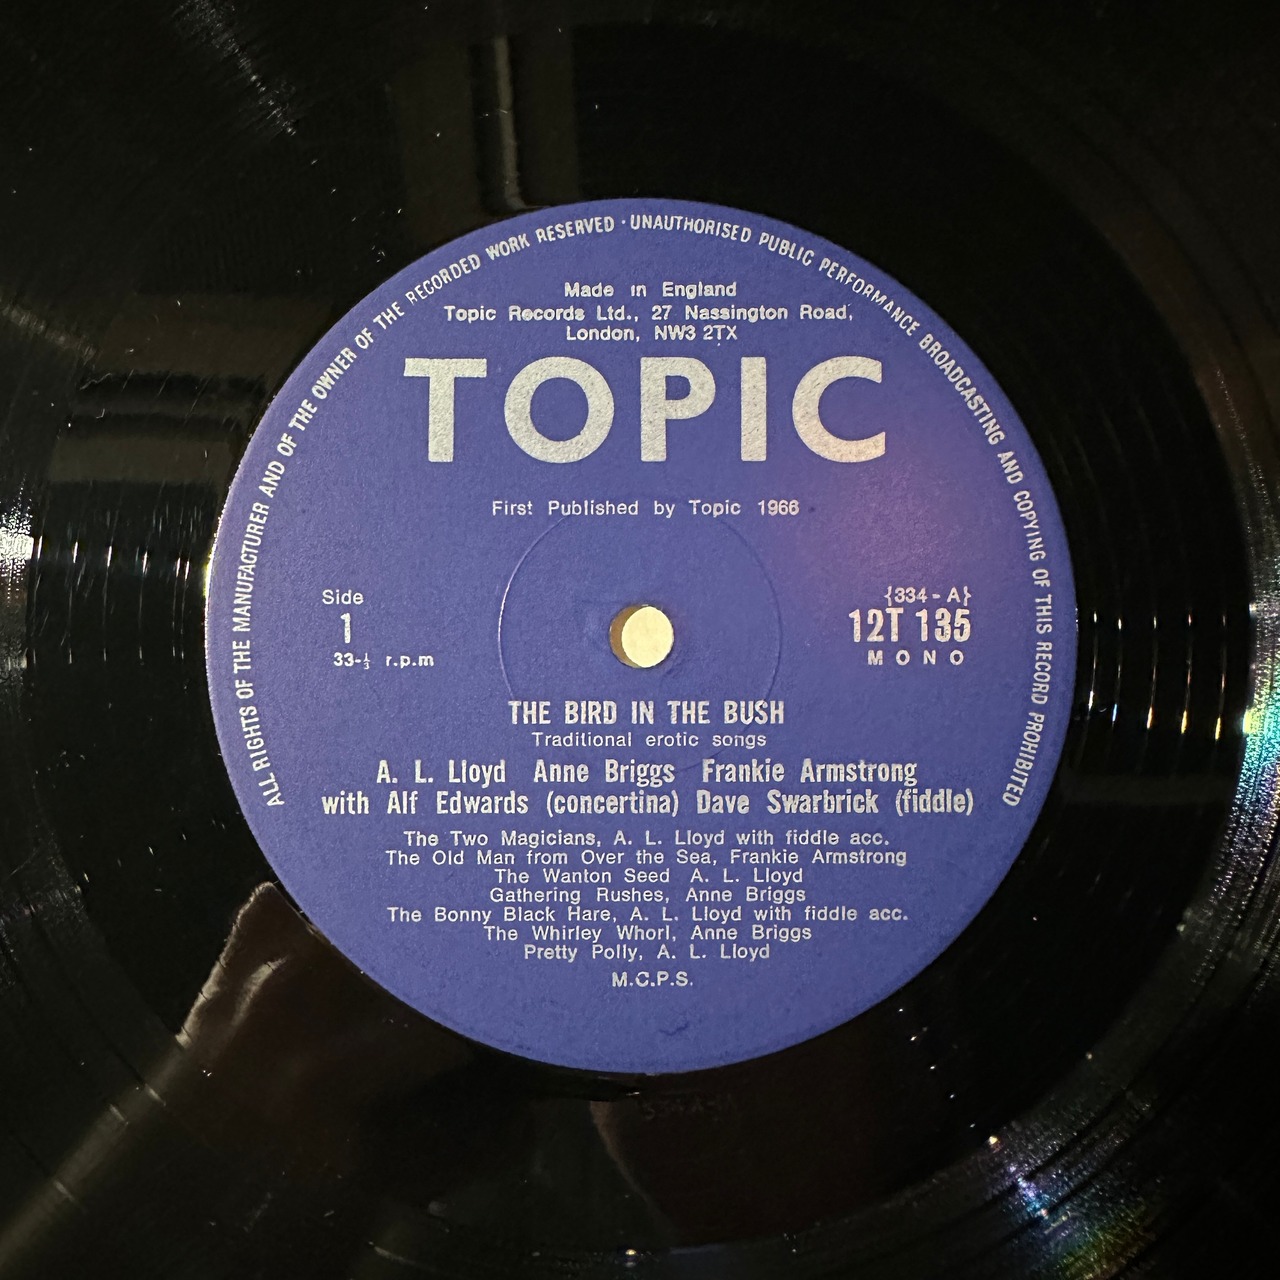 ALL RIGHTS OF THE MANUFACTURER AND OF THE OWNER OF THE RECORDED WORK RESERVED · UNAUTHORISED PUBLIC PERFORMANCE BROADCASTING AND COPYING OF THIS RECORD PROHIBITED
Made in England
Topic Records Ltd., 27 Nassington Road,
London, NW3 2TX
TOPIC
First Published by Topic 1966
Side
1
33-⅓ r.p.m
{334 - A}
12T 135
MONO
THE BIRD IN THE BUSH
Traditional erotic songs
A. L. Lloyd Anne Briggs Frankie Armstrong
with Alf Edwards (concertina) Dave Swarbrick (fiddle)
The Two Magicians, A. L. Lloyd with fiddle acc.
The Old Man from Over the Sea, Frankie Armstrong
The Wanton Seed A. L. Lloyd
Gathering Rushes, Anne Briggs
The Bonny Black Hare, A. L. Lloyd with fiddle acc.
The Whirley Whorl, Anne Briggs
Pretty Polly, A. L. Lloyd
M.C.P.S.